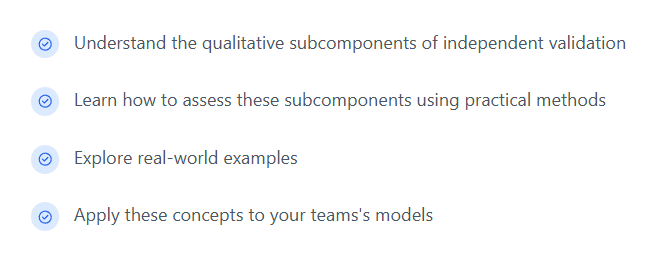 Understand the qualitative subcomponents of independent validation
Learn how to assess these subcomponents using practical methods
Explore real-world examples
Apply these concepts to your teams's models